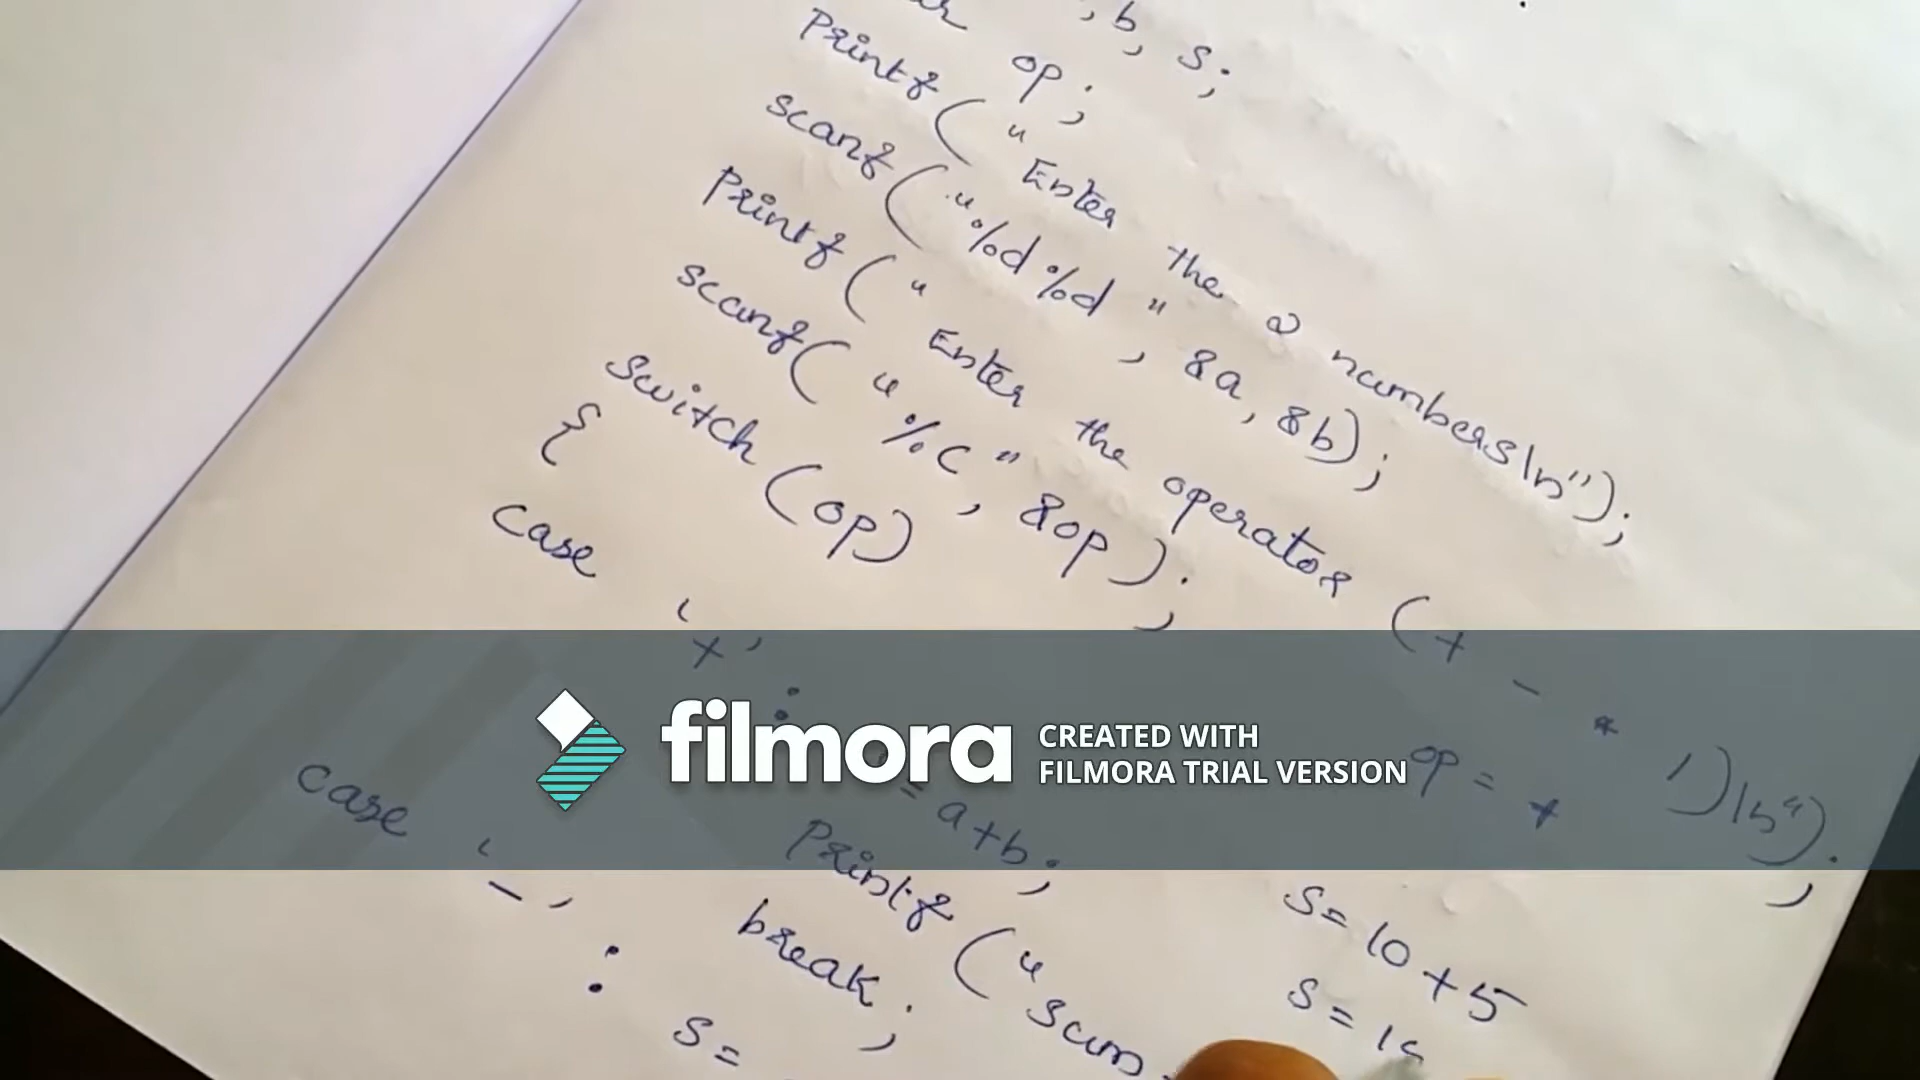 , b, s;
op;
printf("Enter the 2 numbers\n");
scanf("%d%d", &a, &b);
printf("Enter the operator (+ - * /)\n");
scanf("%c", &op);
switch(op)
{
case '+':
= a+b;
printf("sum
break;
case '-':
s=
op = +
s = 10+5
s =
filmora
CREATED WITH
FILMORA TRIAL VERSION